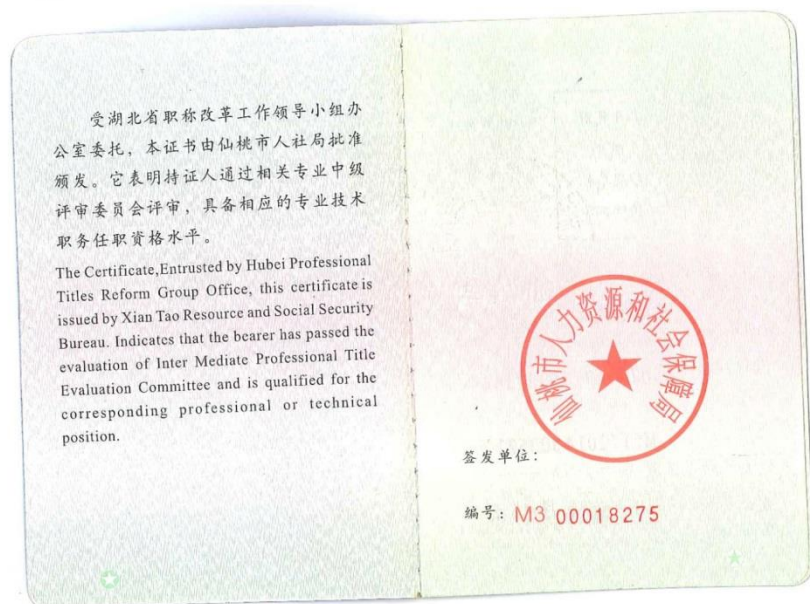 受湖北省职称改革工作领导小组办
公室委托，本证书由仙桃市人社局批准
颁发。它表明持证人通过相关专业中级
评审委员会评审，具备相应的专业技术
职务任职资格水平。
The Certificate,Entrusted by Hubei Professional
Titles Reform Group Office, this certificate is
issued by Xian Tao Resource and Social Security
Bureau. Indicates that the bearer has passed the
evaluation of Inter Mediate Professional Title
Evaluation Committee and is qualified for the
corresponding professional or technical
position.
仙桃市人力资源和社会保障局
签发单位：
编号：M3 00018275